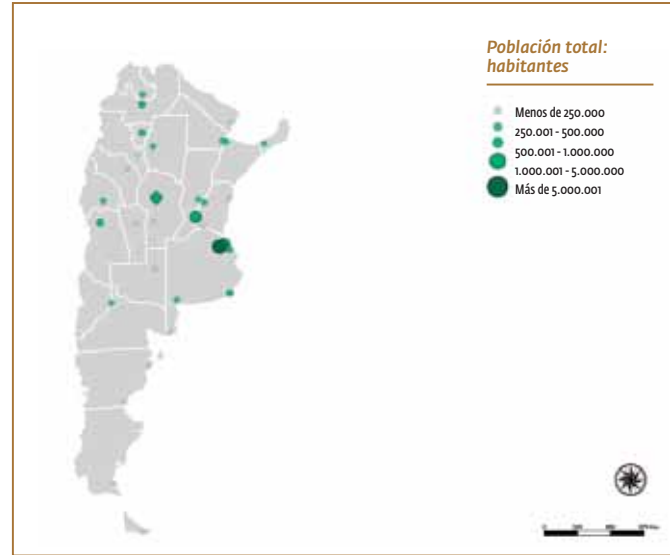 Población total:
habitantes
Menos de 250.000
250.001 - 500.000
500.001 - 1.000.000
1.000.001 - 5.000.000
Más de 5.000.001
0